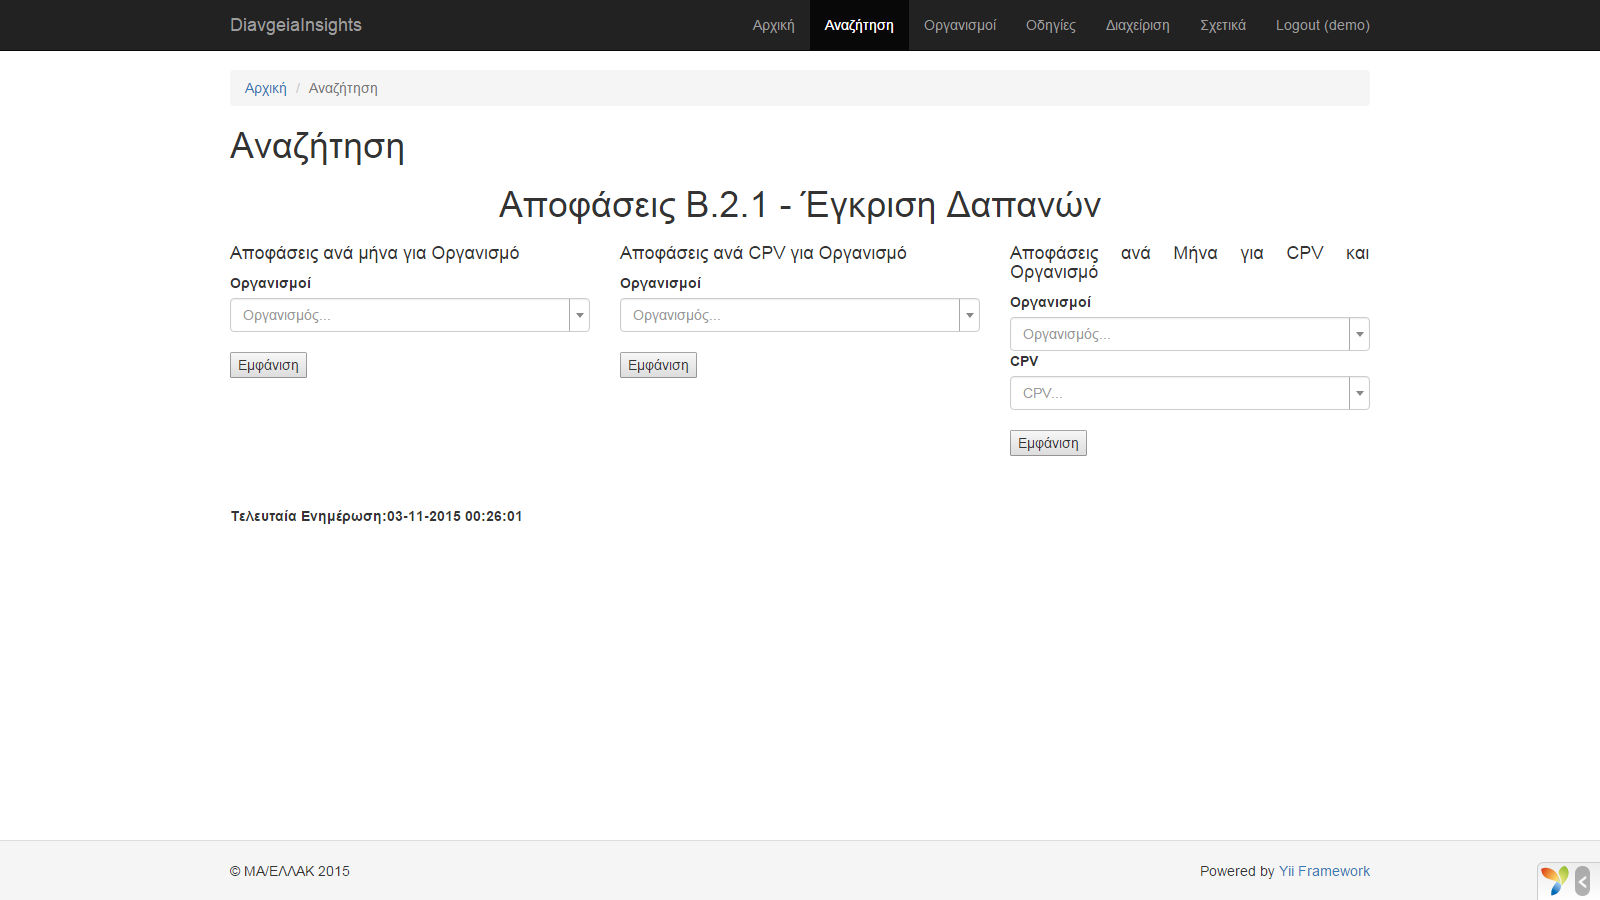 DiavgeiaInsights
Αρχική
Αναζήτηση
Οργανισμοί
Οδηγίες
Διαχείριση
Σχετικά
Logout (demo)
Αρχική / Αναζήτηση
Αναζήτηση
Αποφάσεις Β.2.1 - Έγκριση Δαπανών
Αποφάσεις ανά μήνα για Οργανισμό
Οργανισμοί
Οργανισμός...
Εμφάνιση
Αποφάσεις ανά CPV για Οργανισμό
Οργανισμοί
Οργανισμός...
Εμφάνιση
Αποφάσεις ανά Μήνα για CPV και
Οργανισμό
Οργανισμοί
Οργανισμός...
CPV
CPV...
Εμφάνιση
Τελευταία Ενημέρωση:03-11-2015 00:26:01
© ΜΑ/ΕΛΛΑΚ 2015
Powered by Yii Framework